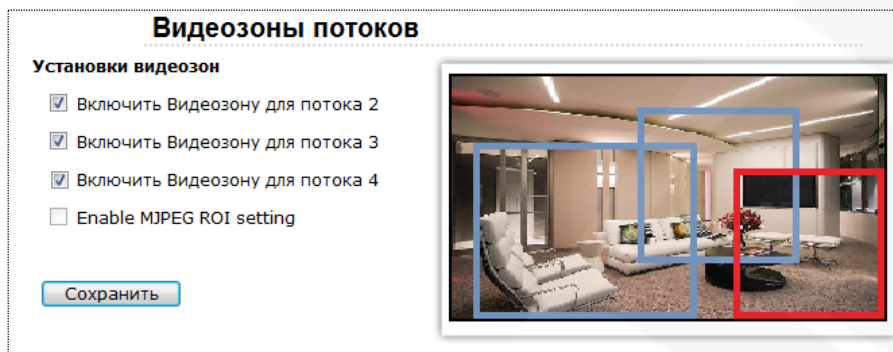 Видеозоны потоков
Установки видеозон
Включить Видеозону для потока 2
Включить Видеозону для потока 3
Включить Видеозону для потока 4
Enable MJPEG ROI setting
Сохранить